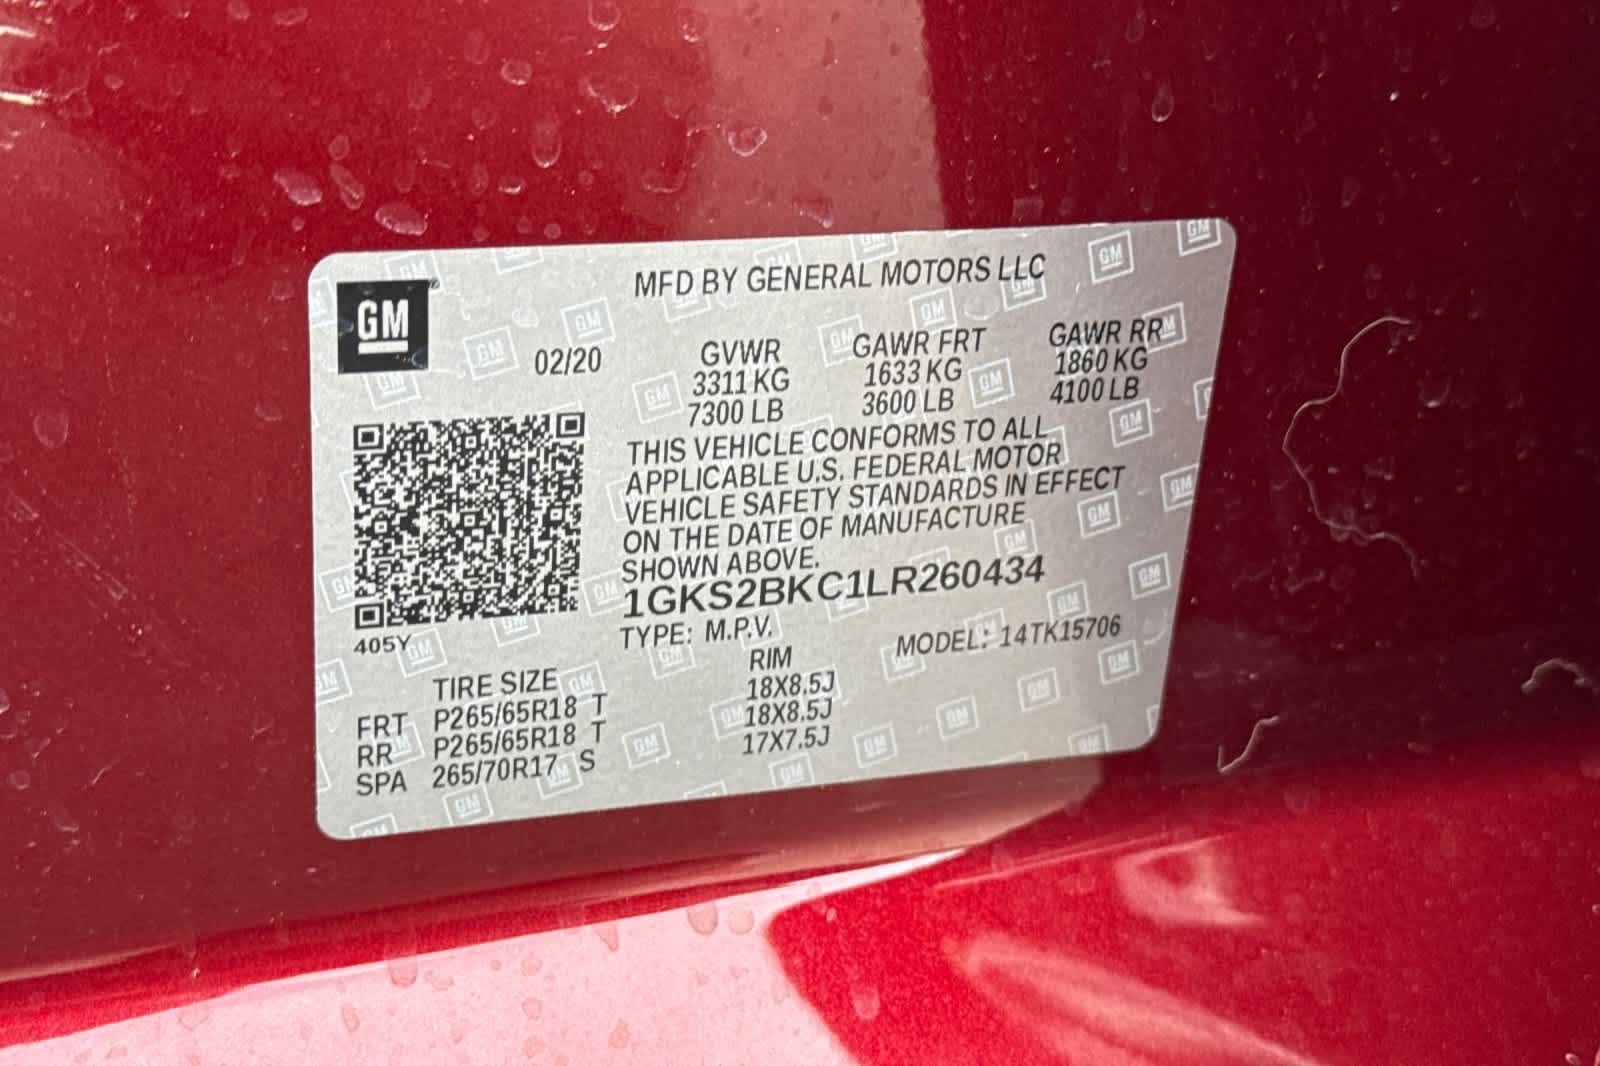 GM
MFD BY GENERAL MOTORS LLC
02/20
GVWR GAWR FRT GAWR RR
3311 KG 1633 KG 1860 KG
7300 LB 3600 LB 4100 LB
THIS VEHICLE CONFORMS TO ALL
APPLICABLE U.S. FEDERAL MOTOR
VEHICLE SAFETY STANDARDS IN EFFECT
ON THE DATE OF MANUFACTURE
SHOWN ABOVE.
1GKS2BKC1LR260434
405Y
TYPE: M.P.V. MODEL: 14TK15706
TIRE SIZE RIM
FRT P265/65R18 T 18X8.5J
RR P265/65R18 T 18X8.5J
SPA 265/70R17 S 17X7.5J